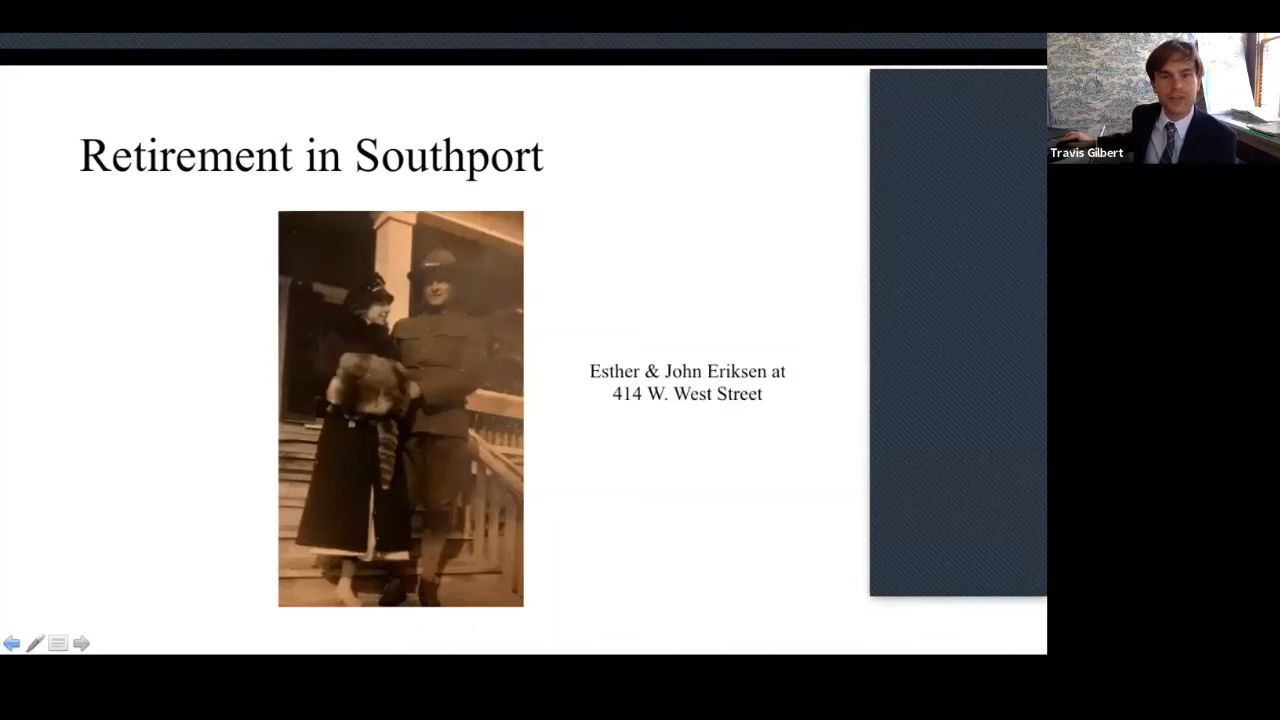 Retirement in Southport
Esther & John Eriksen at
414 W. West Street
Travis Gilbert